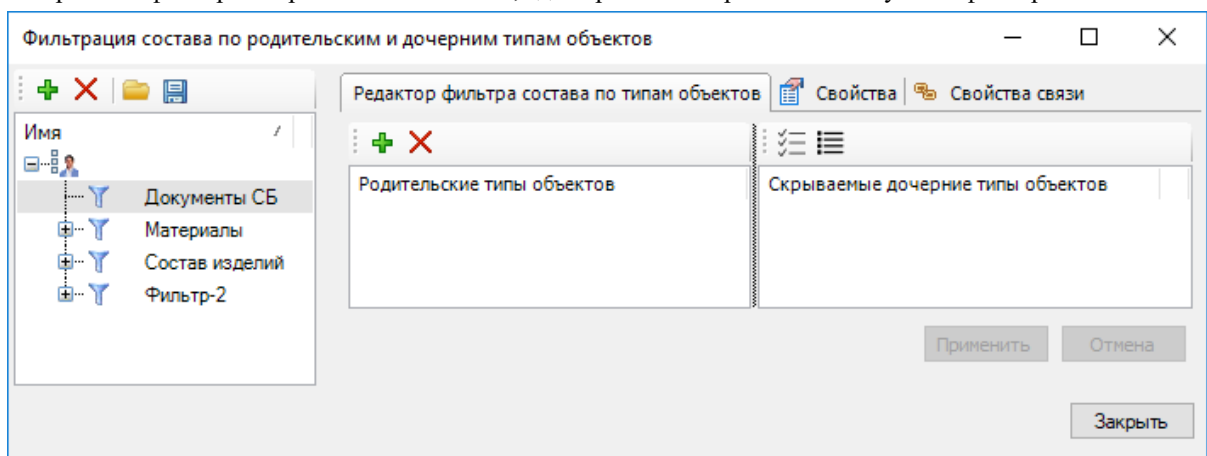 Фильтрация состава по родительским и дочерним типам объектов
Редактор фильтра состава по типам объектов Свойства Свойства связи
Имя
Родительские типы объектов Скрываемые дочерние типы объектов
Документы СБ
Материалы
Состав изделий
Фильтр-2
Применить Отмена
Закрыть